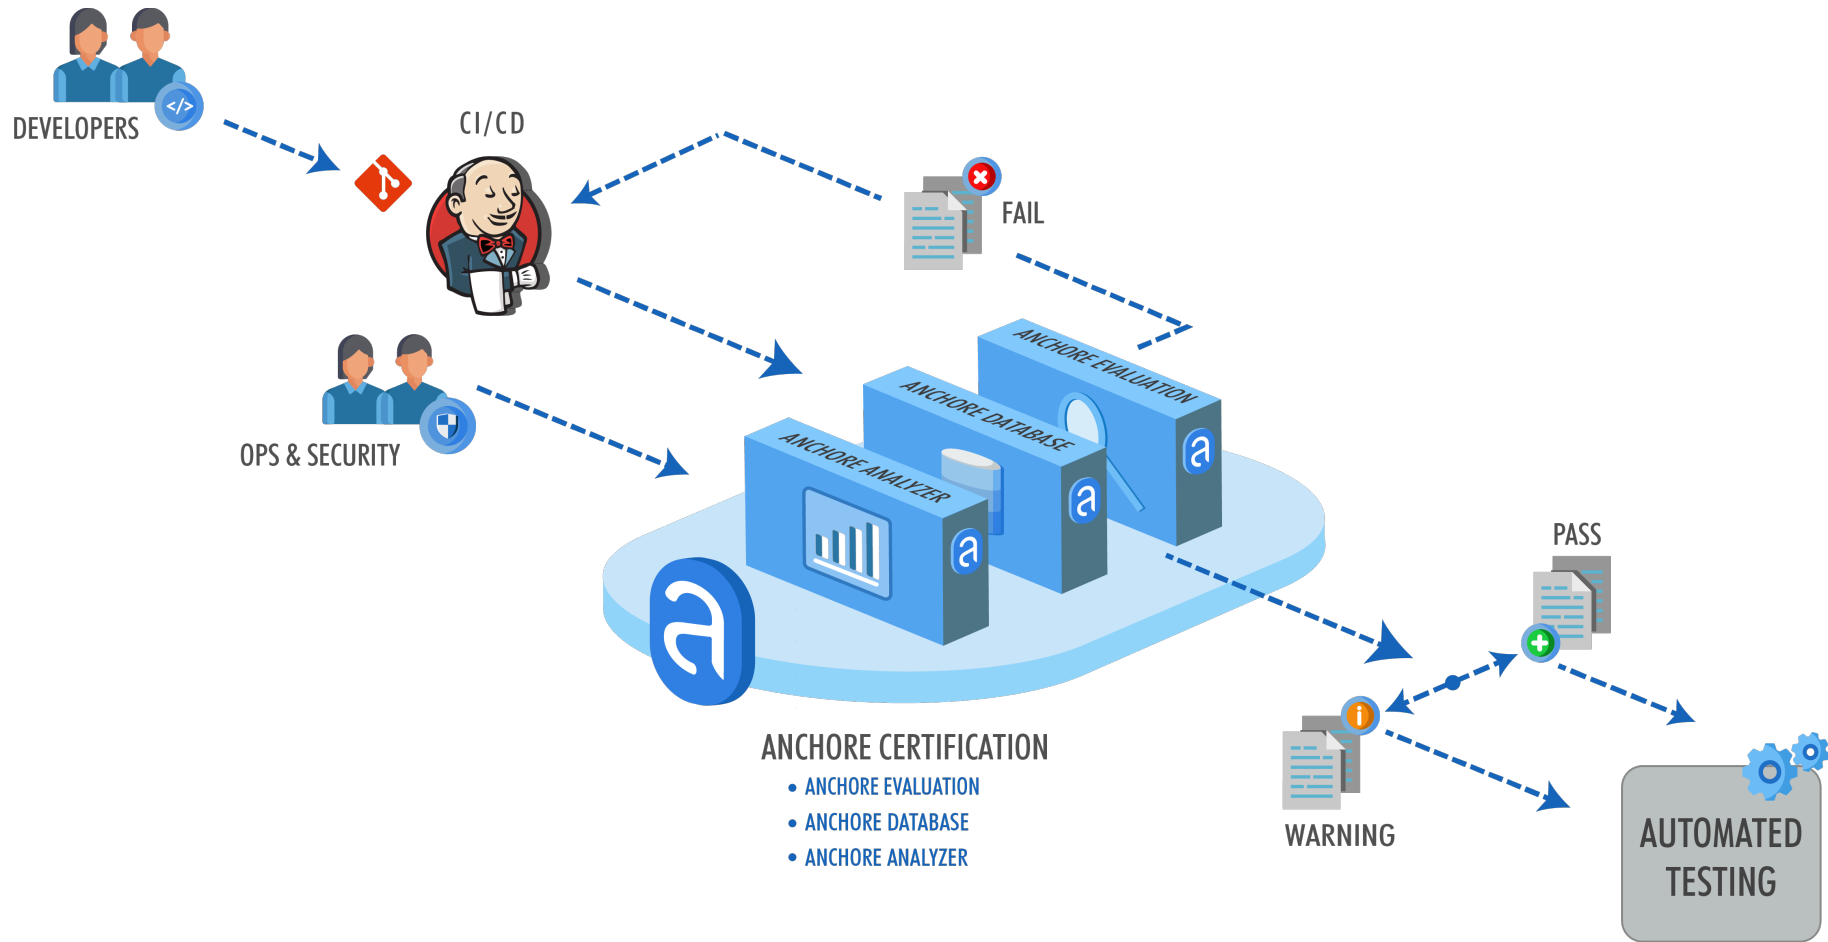 DEVELOPERS
</>
CI/CD
FAIL
OPS & SECURITY
ANCHORE EVALUATION
ANCHORE DATABASE
ANCHORE ANALYZER
a
a
a
a
PASS
i
WARNING
ANCHORE CERTIFICATION
• ANCHORE EVALUATION
• ANCHORE DATABASE
• ANCHORE ANALYZER
AUTOMATED
TESTING